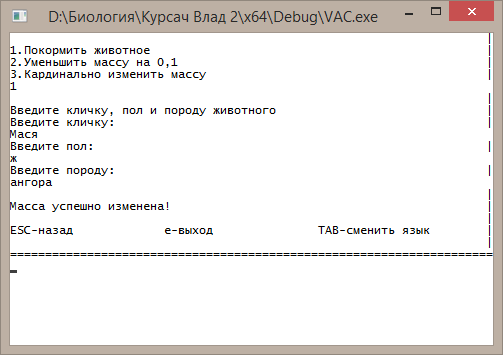 D:\Биология\Курсач Влад 2\x64\Debug\VAC.exe
1.Покормить животное
2.Уменьшить массу на 0,1
3.Кардинально изменить массу
1
Введите кличку, пол и породу животного
Введите кличку:
Мася
Введите пол:
ж
Введите породу:
ангора
Масса успешно изменена!
ESC-назад е-выход TAB-сменить язык